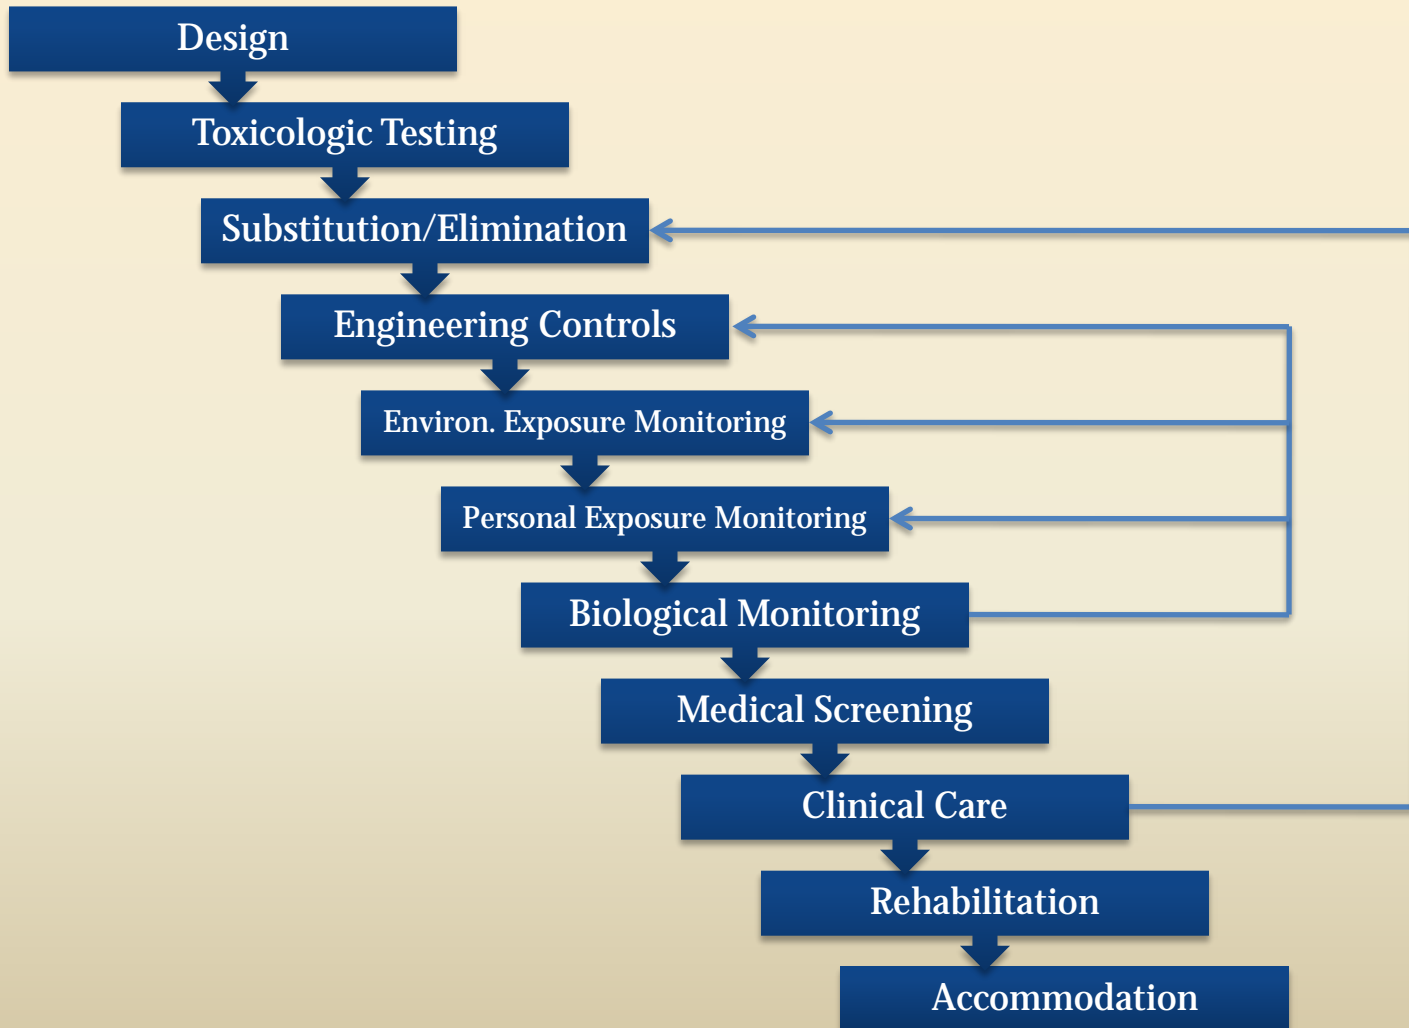 Design
Toxicologic Testing
Substitution/Elimination
Engineering Controls
Environ. Exposure Monitoring
Personal Exposure Monitoring
Biological Monitoring
Medical Screening
Clinical Care
Rehabilitation
Accommodation